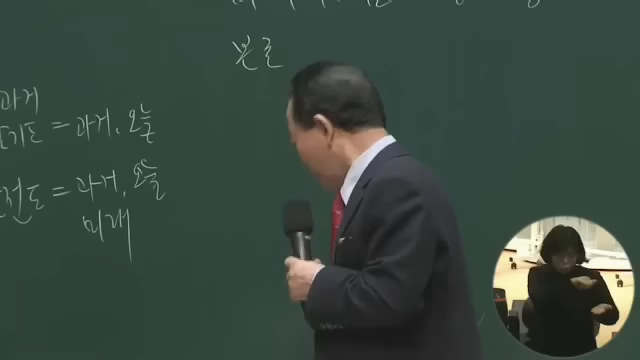 본론
과거
기도 = 과거, 오늘
전도 = 과거, 오늘
미래